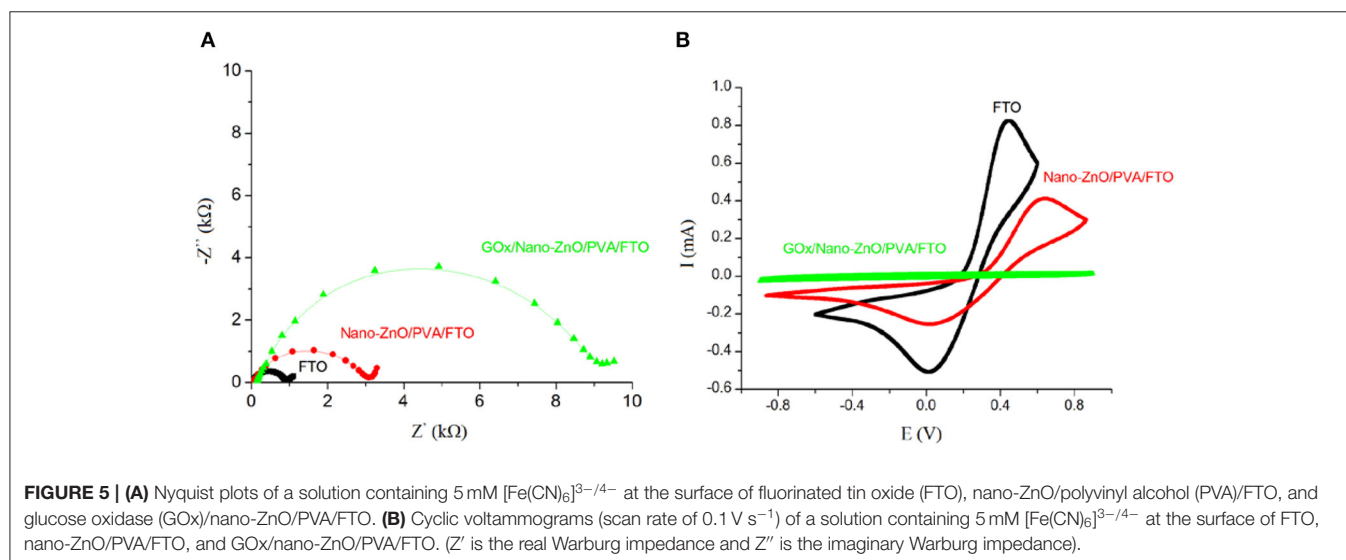 A
10
8
6
4
2
0
-Z’’ (kΩ)
GOx/Nano-ZnO/PVA/FTO
Nano-ZnO/PVA/FTO
FTO
0 2 4 6 8 10
Z’ (kΩ)
B
1.0
0.8
0.6
0.4
0.2
0.0
-0.2
-0.4
-0.6
I (mA)
FTO
Nano-ZnO/PVA/FTO
GOx/Nano-ZnO/PVA/FTO
-0.8 -0.4 0.0 0.4 0.8
E (V)
FIGURE 5 | (A) Nyquist plots of a solution containing 5 mM [Fe(CN)₆]³⁻/⁴⁻ at the surface of fluorinated tin oxide (FTO), nano-ZnO/polyvinyl alcohol (PVA)/FTO, and
glucose oxidase (GOx)/nano-ZnO/PVA/FTO. (B) Cyclic voltammograms (scan rate of 0.1 V s⁻¹) of a solution containing 5 mM [Fe(CN)₆]³⁻/⁴⁻ at the surface of FTO,
nano-ZnO/PVA/FTO, and GOx/nano-ZnO/PVA/FTO. (Z′ is the real Warburg impedance and Z″ is the imaginary Warburg impedance).